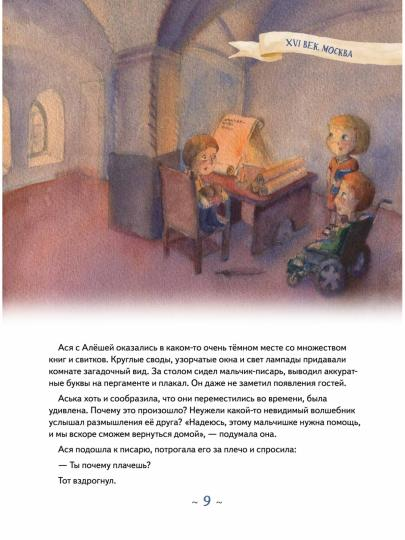 XVI ВЕК. МОСКВА
Ася с Алёшей оказались в каком-то очень тёмном месте со множеством
книг и свитков. Круглые своды, узорчатые окна и свет лампады придавали
комнате загадочный вид. За столом сидел мальчик-писарь, выводил аккурат-
ные буквы на пергаменте и плакал. Он даже не заметил появления гостей.
Аська хоть и сообразила, что они переместились во времени, была
удивлена. Почему это произошло? Неужели какой-то невидимый волшебник
услышал размышления её друга? «Надеюсь, этому мальчишке нужна помощь,
и мы вскоре сможем вернуться домой», — подумала она.
Ася подошла к писарю, потрогала его за плечо и спросила:
— Ты почему плачешь?
Тот вздрогнул.
~ 9 ~